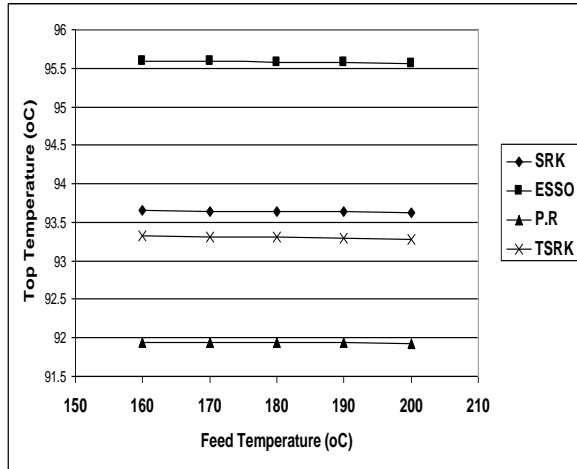 96
95.5
95
94.5
94
93.5
93
92.5
92
91.5
Top Temperature (oC)
150 160 170 180 190 200 210
Feed Temperature (oC)
SRK
ESSO
P.R
TSRK